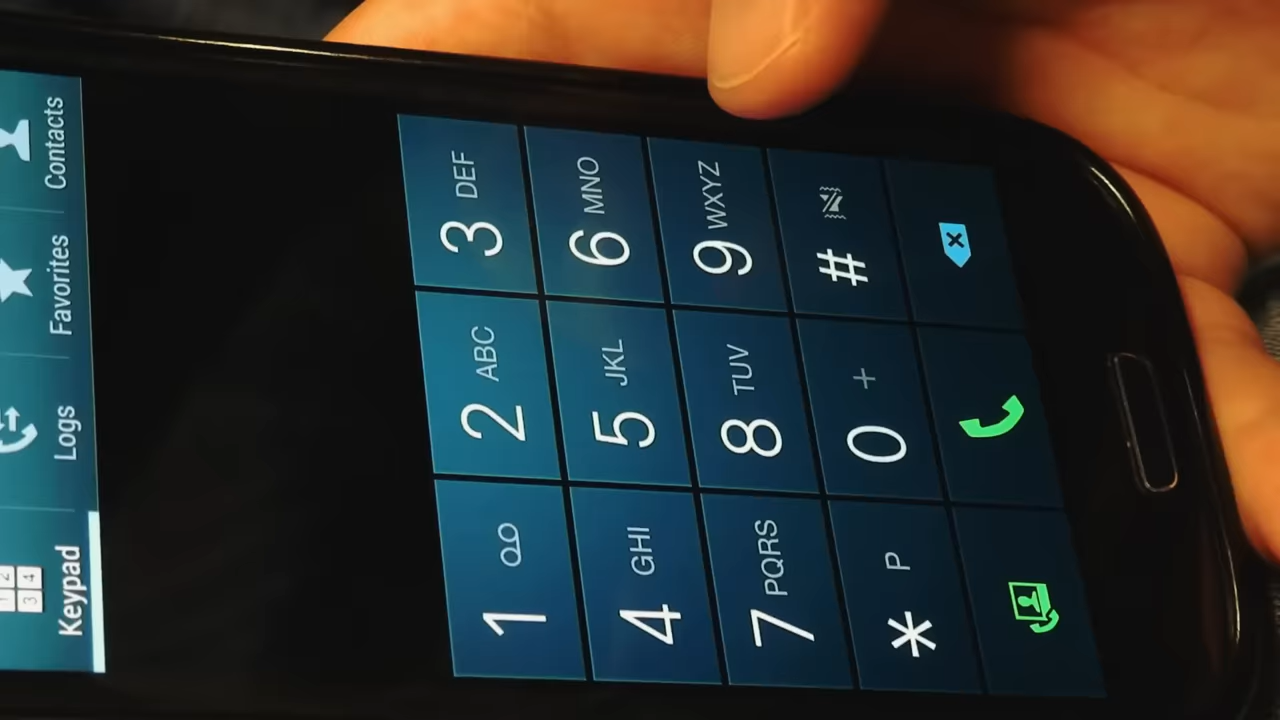 Keypad
Logs
Favorites
Contacts
1
2 ABC
3 DEF
4 GHI
5 JKL
6 MNO
7 PQRS
8 TUV
9 WXYZ
* P
0 +
#